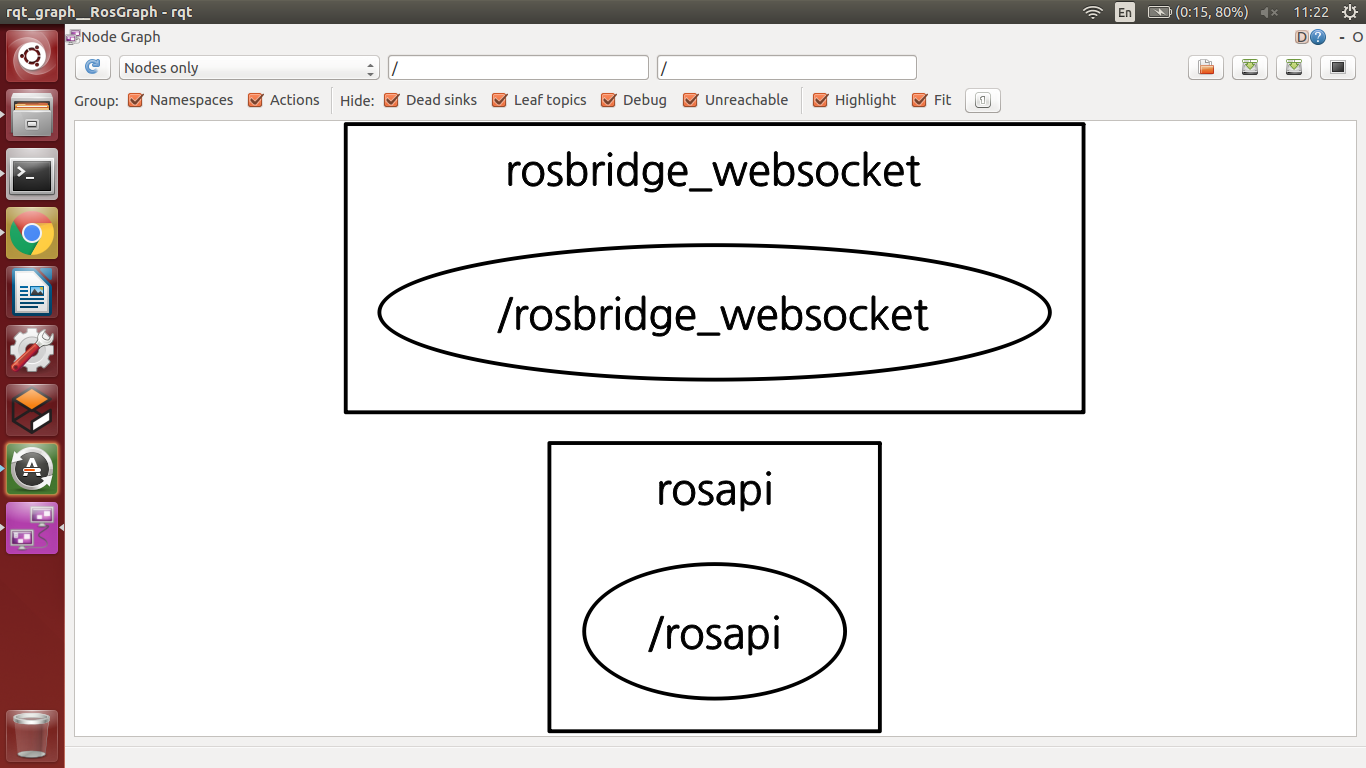 rqt_graph__RosGraph - rqt
En
(0:15, 80%)
11:22
Node Graph
D
?
- O
Nodes only
/
/
Group: Namespaces Actions Hide: Dead sinks Leaf topics Debug Unreachable Highlight Fit
rosbridge_websocket
/rosbridge_websocket
rosapi
/rosapi